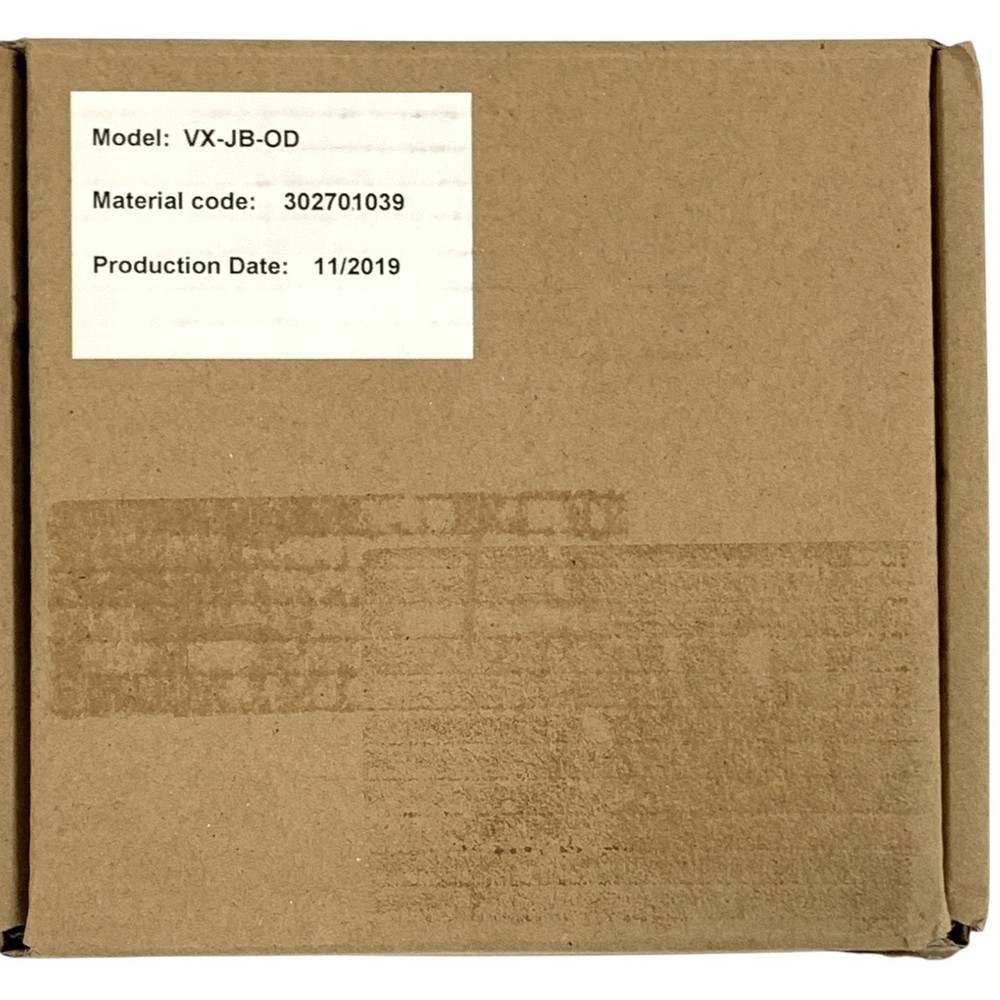 Model: VX-JB-OD
Material code: 302701039
Production Date: 11/2019